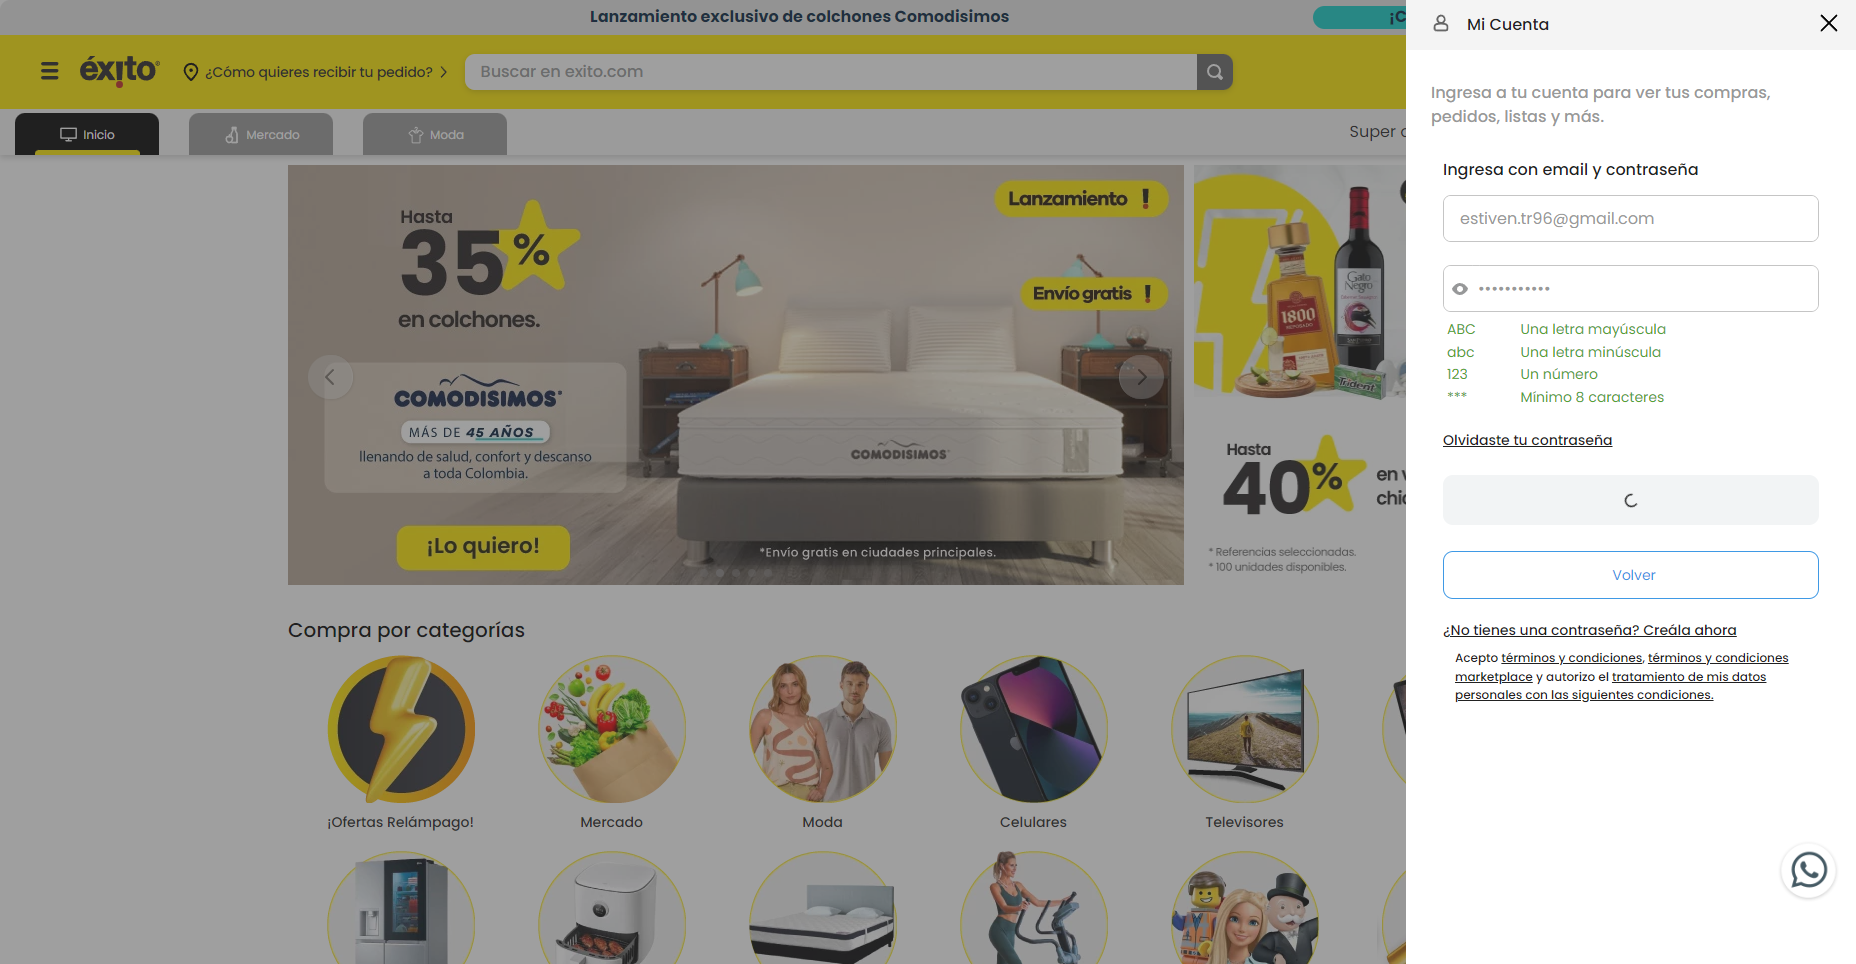 Lanzamiento exclusivo de colchones Comodisimos
éxito
¿Cómo quieres recibir tu pedido?
Buscar en exito.com
Inicio
Mercado
Moda
Super
Hasta
35%
en colchones.
COMODISIMOS
MÁS DE 45 AÑOS
llenando de salud, confort y descanso
a toda Colombia.
¡Lo quiero!
Lanzamiento !
Envío gratis !
COMODISIMOS
*Envío gratis en ciudades principales.
1800
Gato
Negro
Trident
Hasta
40%
en
* Referencias seleccionadas.
* 100 unidades disponibles.
Compra por categorías
¡Ofertas Relámpago!
Mercado
Moda
Celulares
Televisores
Mi Cuenta
Ingresa a tu cuenta para ver tus compras,
pedidos, listas y más.
Ingresa con email y contraseña
estiven.tr96@gmail.com
•••••••••••
ABC Una letra mayúscula
abc Una letra minúscula
123 Un número
*** Mínimo 8 caracteres
Olvidaste tu contraseña
Volver
¿No tienes una contraseña? Creála ahora
Acepto términos y condiciones, términos y condiciones
marketplace y autorizo el tratamiento de mis datos
personales con las siguientes condiciones.